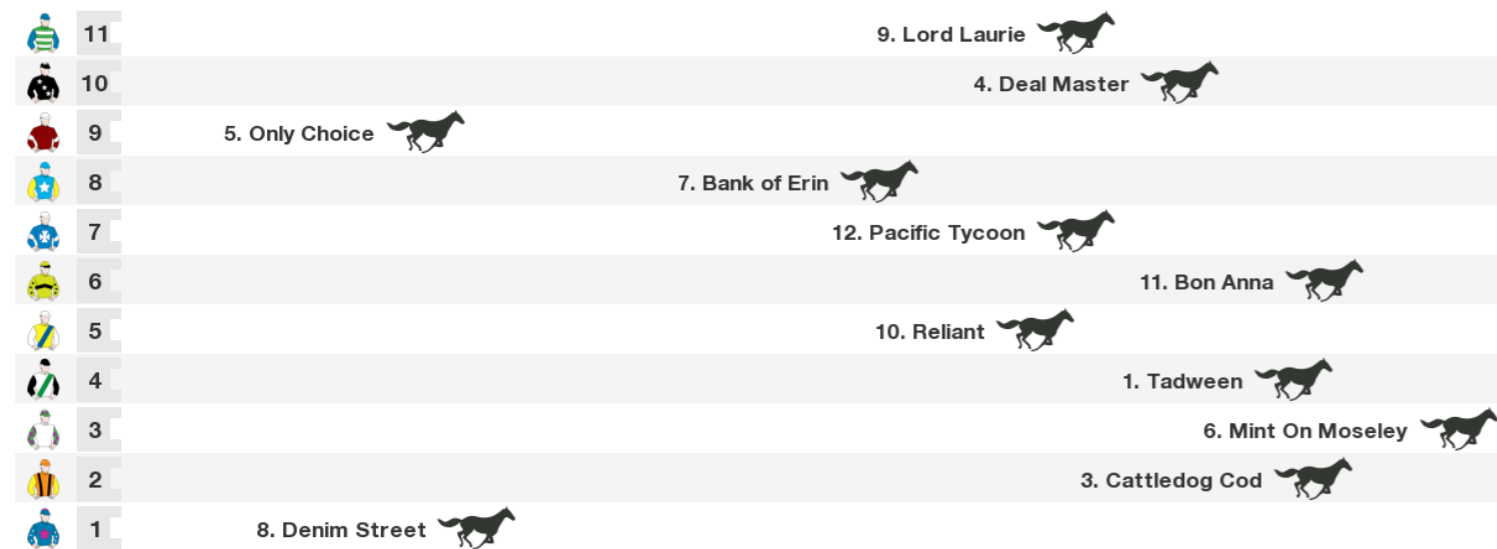 11 9. Lord Laurie
10 4. Deal Master
9 5. Only Choice
8 7. Bank of Erin
7 12. Pacific Tycoon
6 11. Bon Anna
5 10. Reliant
4 1. Tadween
3 6. Mint On Moseley
2 3. Cattledog Cod
1 8. Denim Street